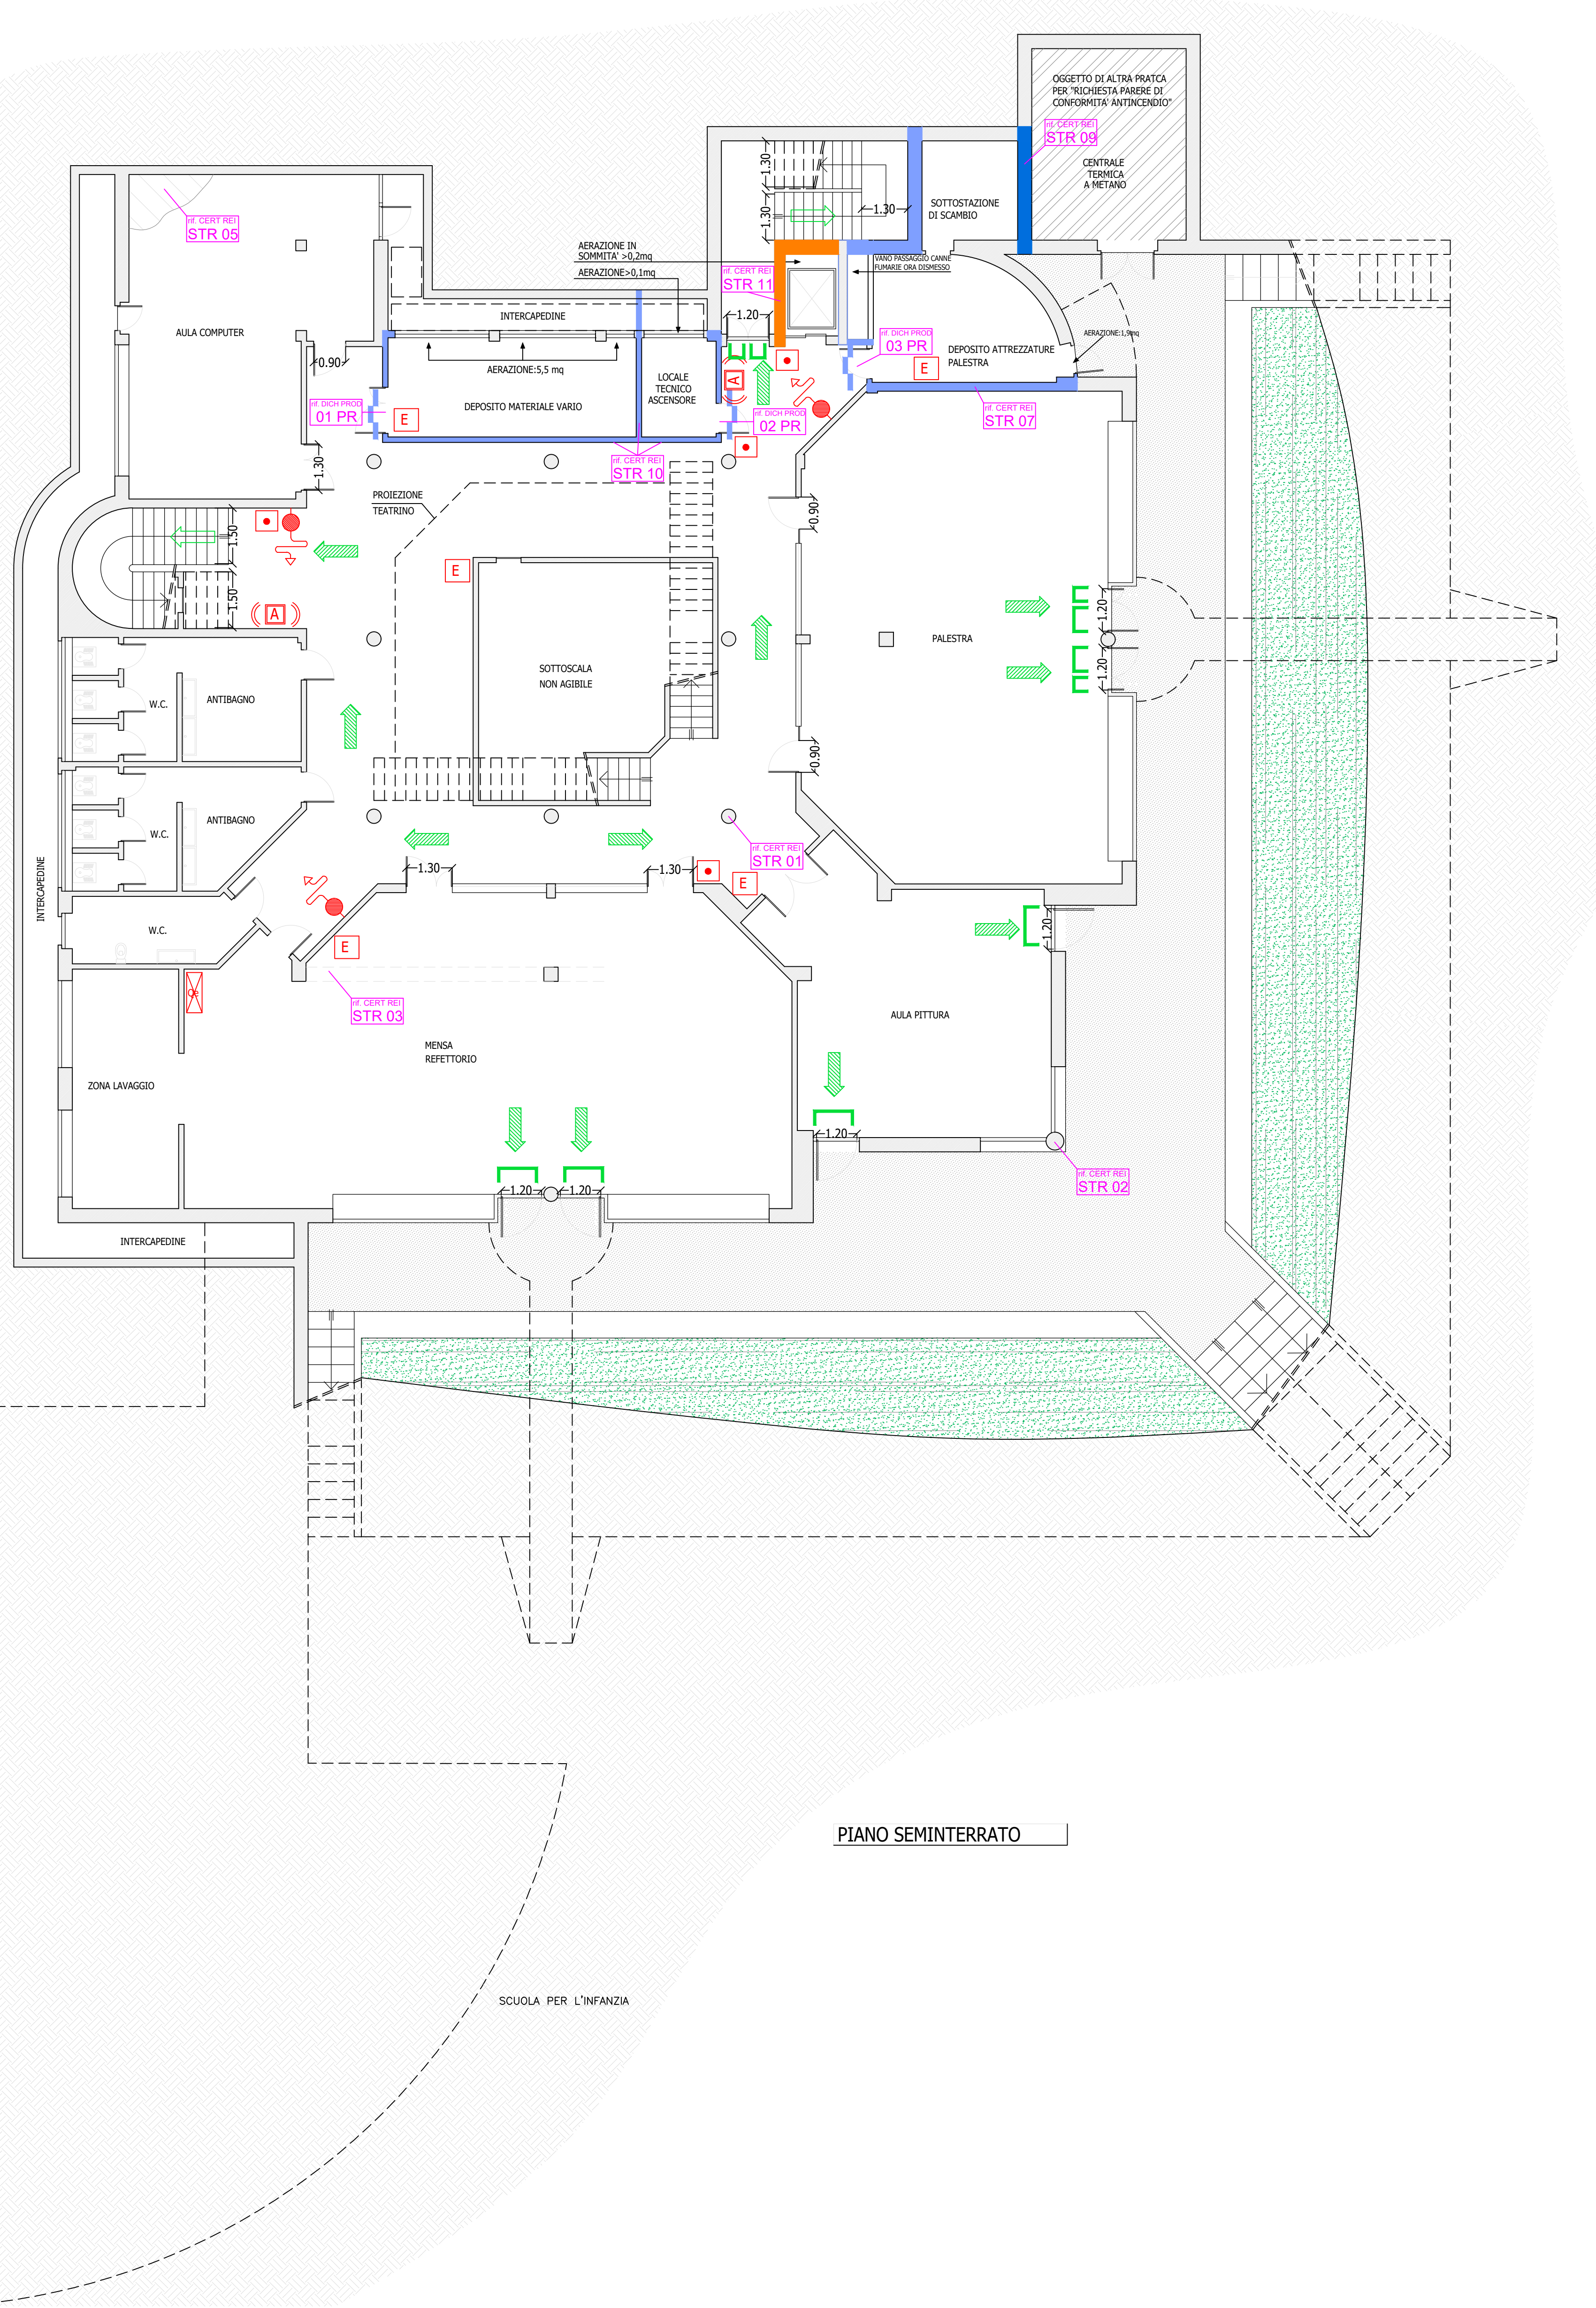 OGGETTO DI ALTRA PRATCA
PER "RICHIESTA PARERE DI
CONFORMITA' ANTINCENDIO"
rif. CERT REI
STR 09
CENTRALE
TERMICA
A METANO
1.30
1.30
1.30
SOTTOSTAZIONE
DI SCAMBIO
rif. CERT REI
STR 05
AERAZIONE IN
SOMMITA' >0,2mq
AERAZIONE>0,1mq
VANO PASSAGGIO CANNE
FUMARIE ORA DISMESSO
rif. CERT REI
STR 11
INTERCAPEDINE
1.20
AULA COMPUTER
rif. DICH PROD
03 PR
AERAZIONE:1,9mq
DEPOSITO ATTREZZATURE
PALESTRA
E
0.90
AERAZIONE:5,5 mq
LOCALE
TECNICO
ASCENSORE
A
DEPOSITO MATERIALE VARIO
rif. DICH PROD
01 PR
E
rif. DICH PROD
02 PR
rif. CERT REI
STR 07
1.30
rif. CERT REI
STR 10
PROIEZIONE
TEATRINO
0.90
1.50
E
1.50
A
1.20
PALESTRA
1.20
SOTTOSCALA
NON AGIBILE
W.C.
ANTIBAGNO
0.90
W.C.
ANTIBAGNO
INTERCAPEDINE
1.30
1.30
rif. CERT REI
STR 01
E
W.C.
E
1.20
Qe
rif. CERT REI
STR 03
AULA PITTURA
MENSA
REFETTORIO
ZONA LAVAGGIO
1.20
rif. CERT REI
STR 02
1.20
1.20
INTERCAPEDINE
PIANO SEMINTERRATO
SCUOLA PER L'INFANZIA